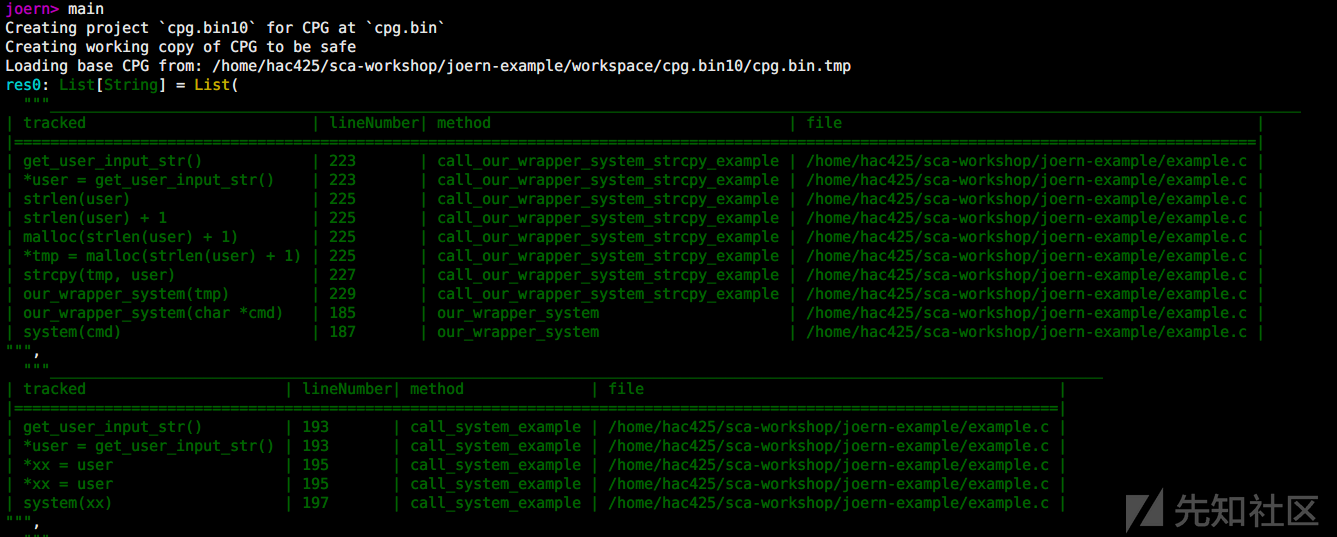 joern> main
Creating project `cpg.bin10` for CPG at `cpg.bin`
Creating working copy of CPG to be safe
Loading base CPG from: /home/hac425/sca-workshop/joern-example/workspace/cpg.bin10/cpg.bin.tmp
res0: List[String] = List(
"""___________________________________________________________________________________________________________________________________________
| tracked | lineNumber| method | file |
|==========================================================================================================================================|
| get_user_input_str() | 223 | call_our_wrapper_system_strcpy_example | /home/hac425/sca-workshop/joern-example/example.c |
| *user = get_user_input_str() | 223 | call_our_wrapper_system_strcpy_example | /home/hac425/sca-workshop/joern-example/example.c |
| strlen(user) | 225 | call_our_wrapper_system_strcpy_example | /home/hac425/sca-workshop/joern-example/example.c |
| strlen(user) + 1 | 225 | call_our_wrapper_system_strcpy_example | /home/hac425/sca-workshop/joern-example/example.c |
| malloc(strlen(user) + 1) | 225 | call_our_wrapper_system_strcpy_example | /home/hac425/sca-workshop/joern-example/example.c |
| *tmp = malloc(strlen(user) + 1) | 225 | call_our_wrapper_system_strcpy_example | /home/hac425/sca-workshop/joern-example/example.c |
| strcpy(tmp, user) | 227 | call_our_wrapper_system_strcpy_example | /home/hac425/sca-workshop/joern-example/example.c |
| our_wrapper_system(tmp) | 229 | call_our_wrapper_system_strcpy_example | /home/hac425/sca-workshop/joern-example/example.c |
| our_wrapper_system(char *cmd) | 185 | our_wrapper_system | /home/hac425/sca-workshop/joern-example/example.c |
| system(cmd) | 187 | our_wrapper_system | /home/hac425/sca-workshop/joern-example/example.c |
""",
"""_____________________________________________________________________________________________________________________
| tracked | lineNumber| method | file |
|====================================================================================================================|
| get_user_input_str() | 193 | call_system_example | /home/hac425/sca-workshop/joern-example/example.c |
| *user = get_user_input_str() | 193 | call_system_example | /home/hac425/sca-workshop/joern-example/example.c |
| *xx = user | 195 | call_system_example | /home/hac425/sca-workshop/joern-example/example.c |
| *xx = user | 195 | call_system_example | /home/hac425/sca-workshop/joern-example/example.c |
| system(xx) | 197 | call_system_example | /home/hac425/sca-workshop/joern-example/example.c |
""",
先知社区